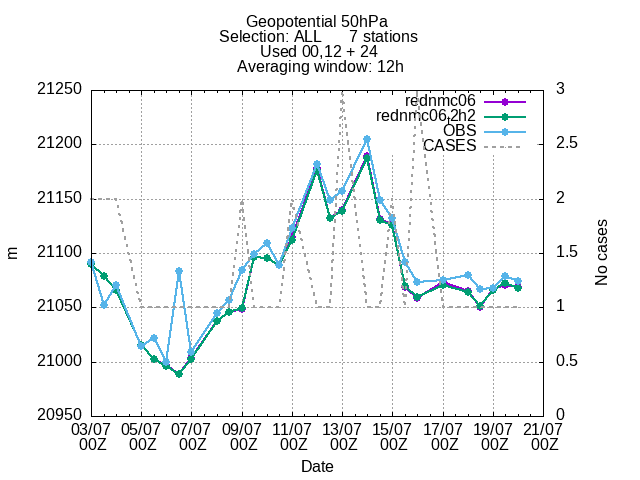 Geopotential 50hPa
Selection: ALL 7 stations
Used 00,12 + 24
Averaging window: 12h
21250
21200
21150
21100
21050
21000
20950
m
3
2.5
2
1.5
1
0.5
0
No cases
rednmc06
rednmc06,2h2
OBS
CASES
03/07 05/07 07/07 09/07 11/07 13/07 15/07 17/07 19/07 21/07
00Z 00Z 00Z 00Z 00Z 00Z 00Z 00Z 00Z 00Z
Date